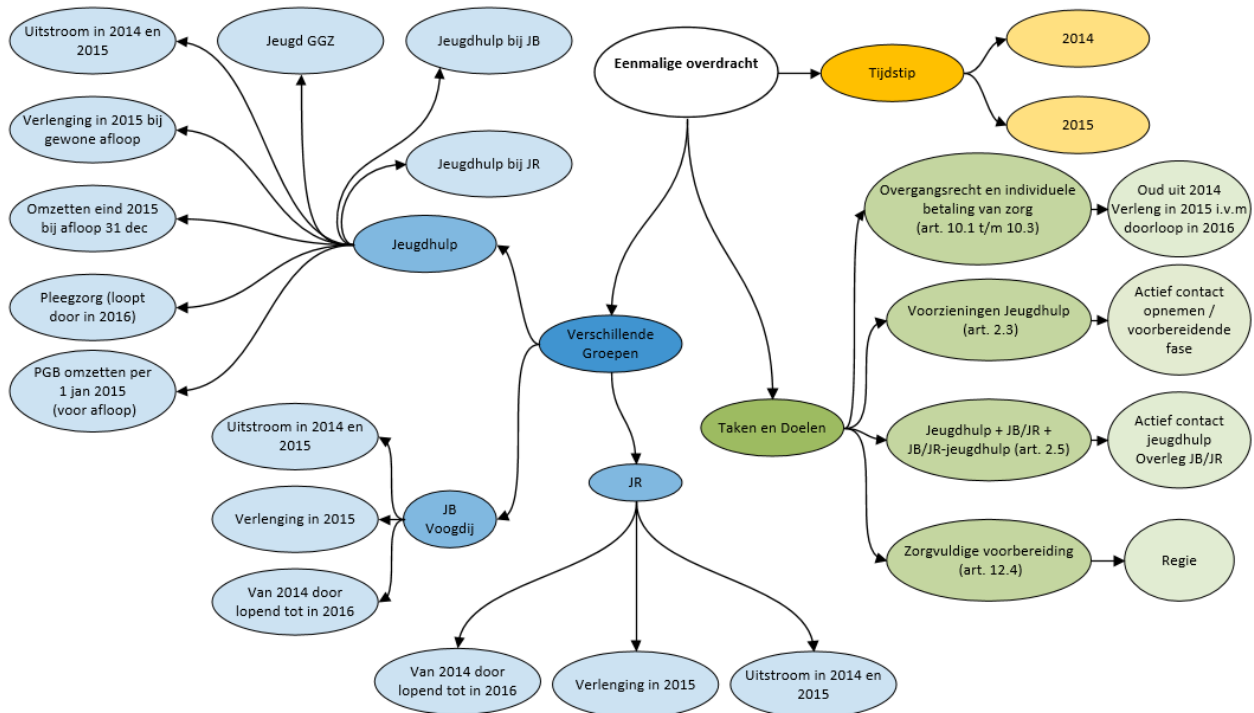 Uitstroom in 2014 en
2015
Jeugd GGZ
Jeugdhulp bij JB
Eenmalige overdracht
Tijdstip
2014
2015
Verlenging in 2015 bij
gewone afloop
Jeugdhulp bij JR
Omzetten eind 2015
bij afloop 31 dec
Jeugdhulp
Pleegzorg (loopt
door in 2016)
PGB omzetten per
1 jan 2015
(voor afloop)
Verschillende
Groepen
Overgangsrecht en individuele
betaling van zorg
(art. 10.1 t/m 10.3)
Oud uit 2014
Verleng in 2015 i.v.m
doorloop in 2016
Voorzieningen Jeugdhulp
(art. 2.3)
Actief contact
opnemen /
voorbereidende
fase
Taken en Doelen
Jeugdhulp + JB/JR +
JB/JR-jeugdhulp (art. 2.5)
Actief contact
jeugdhulp
Overleg JB/JR
Zorgvuldige voorbereiding
(art. 12.4)
Regie
Uitstroom in 2014 en
2015
Verlenging in 2015
JB
Voogdij
Van 2014 door
lopend tot in 2016
JR
Van 2014 door
lopend tot in 2016
Verlenging in 2015
Uitstroom in 2014 en
2015